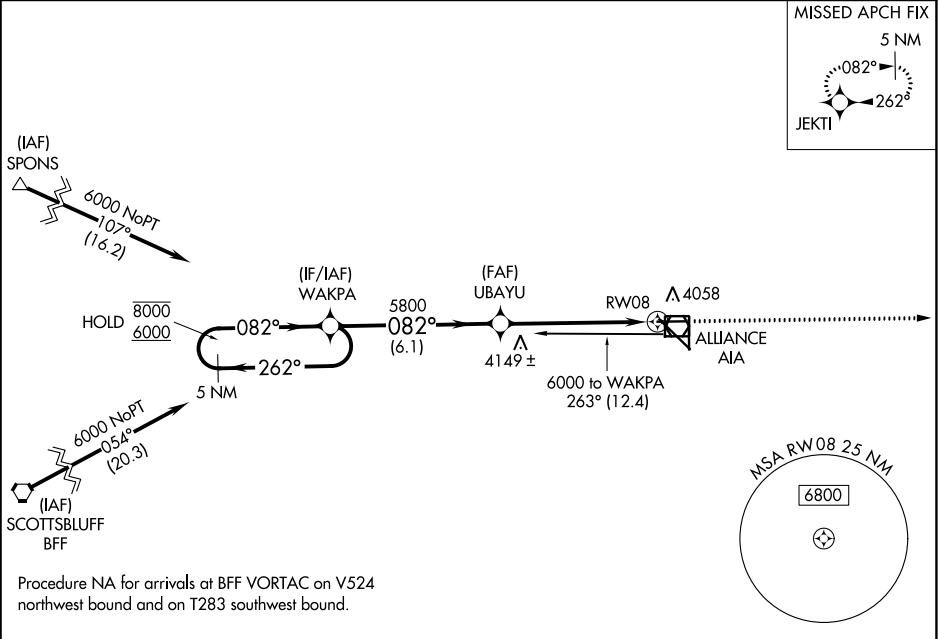 MISSED APCH FIX
5 NM
082°
262°
JEKTI
(IAF)
SPONS
6000 NoPT
107°
(16.2)
(IF/IAF)
WAKPA
(FAF)
UBAYU
HOLD
8000
6000
082°
5800
082°
(6.1)
RW08
4058
ALLIANCE
AIA
262°
5 NM
4149 ±
6000 to WAKPA
263° (12.4)
6000 NoPT
054°
(20.3)
(IAF)
SCOTTSBLUFF
BFF
MSA RW08 25 NM
6800
Procedure NA for arrivals at BFF VORTAC on V524
northwest bound and on T283 southwest bound.